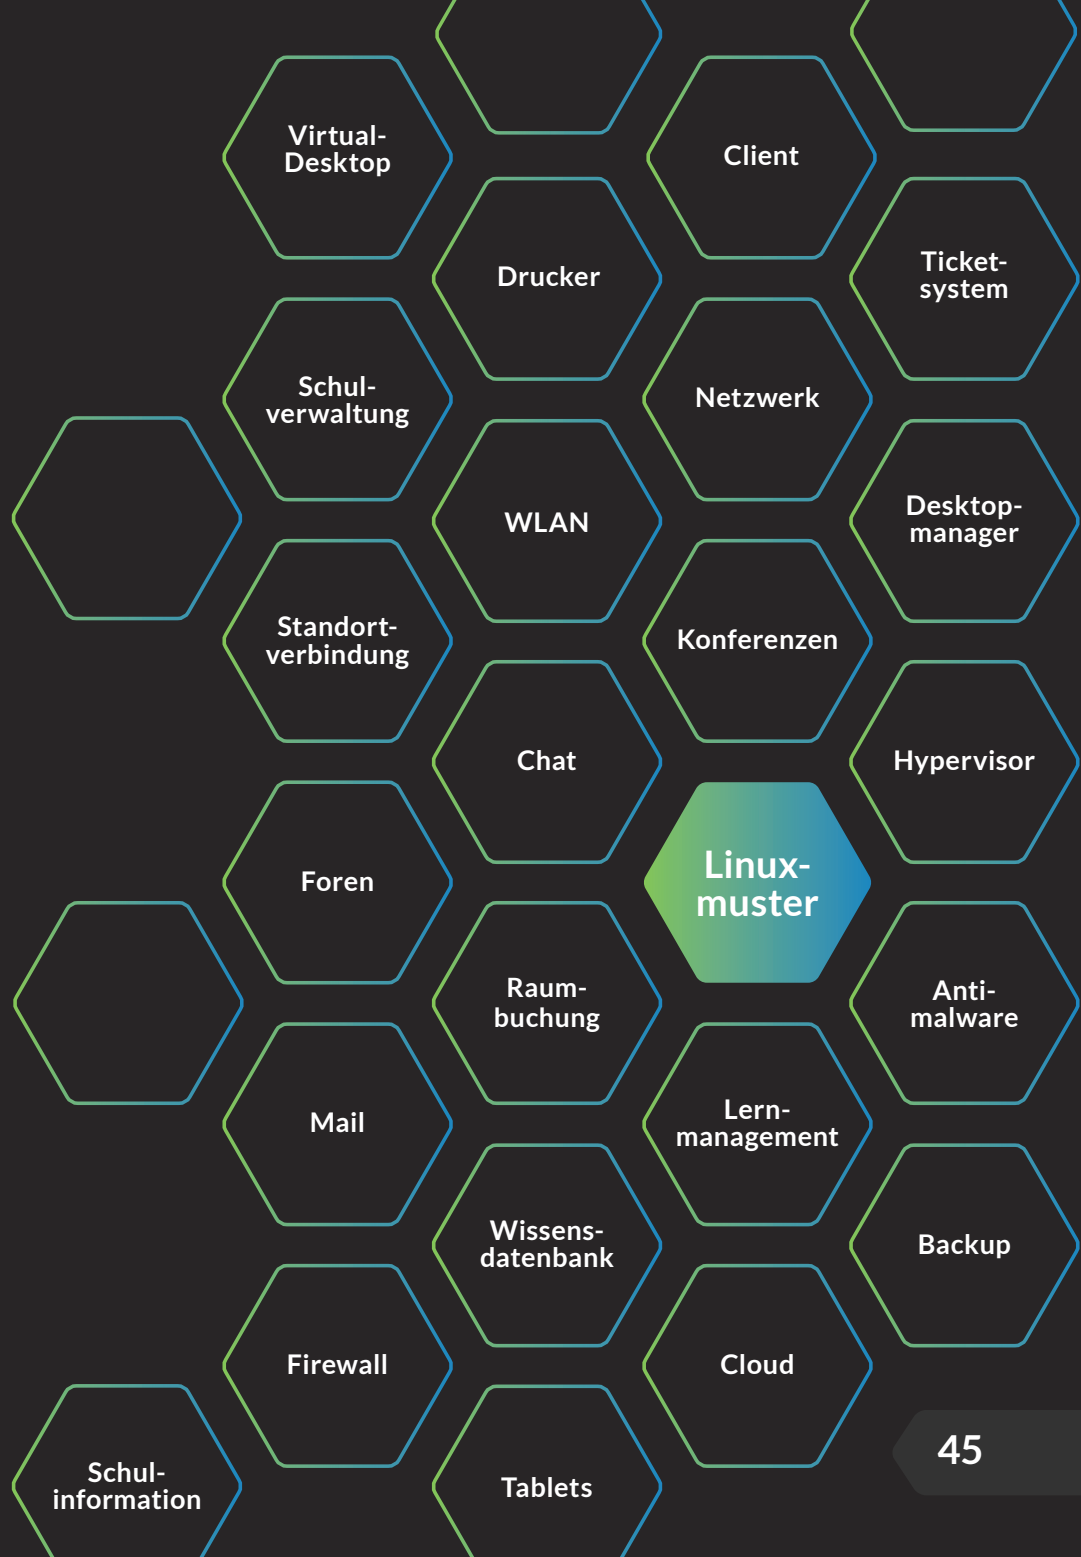 Virtual-
Desktop
Client
Drucker
Ticket-
system
Schul-
verwaltung
Netzwerk
WLAN
Desktop-
manager
Standort-
verbindung
Konferenzen
Chat
Hypervisor
Linux-
muster
Foren
Raum-
buchung
Anti-
malware
Mail
Lern-
management
Wissens-
datenbank
Backup
Firewall
Cloud
45
Schul-
information
Tablets